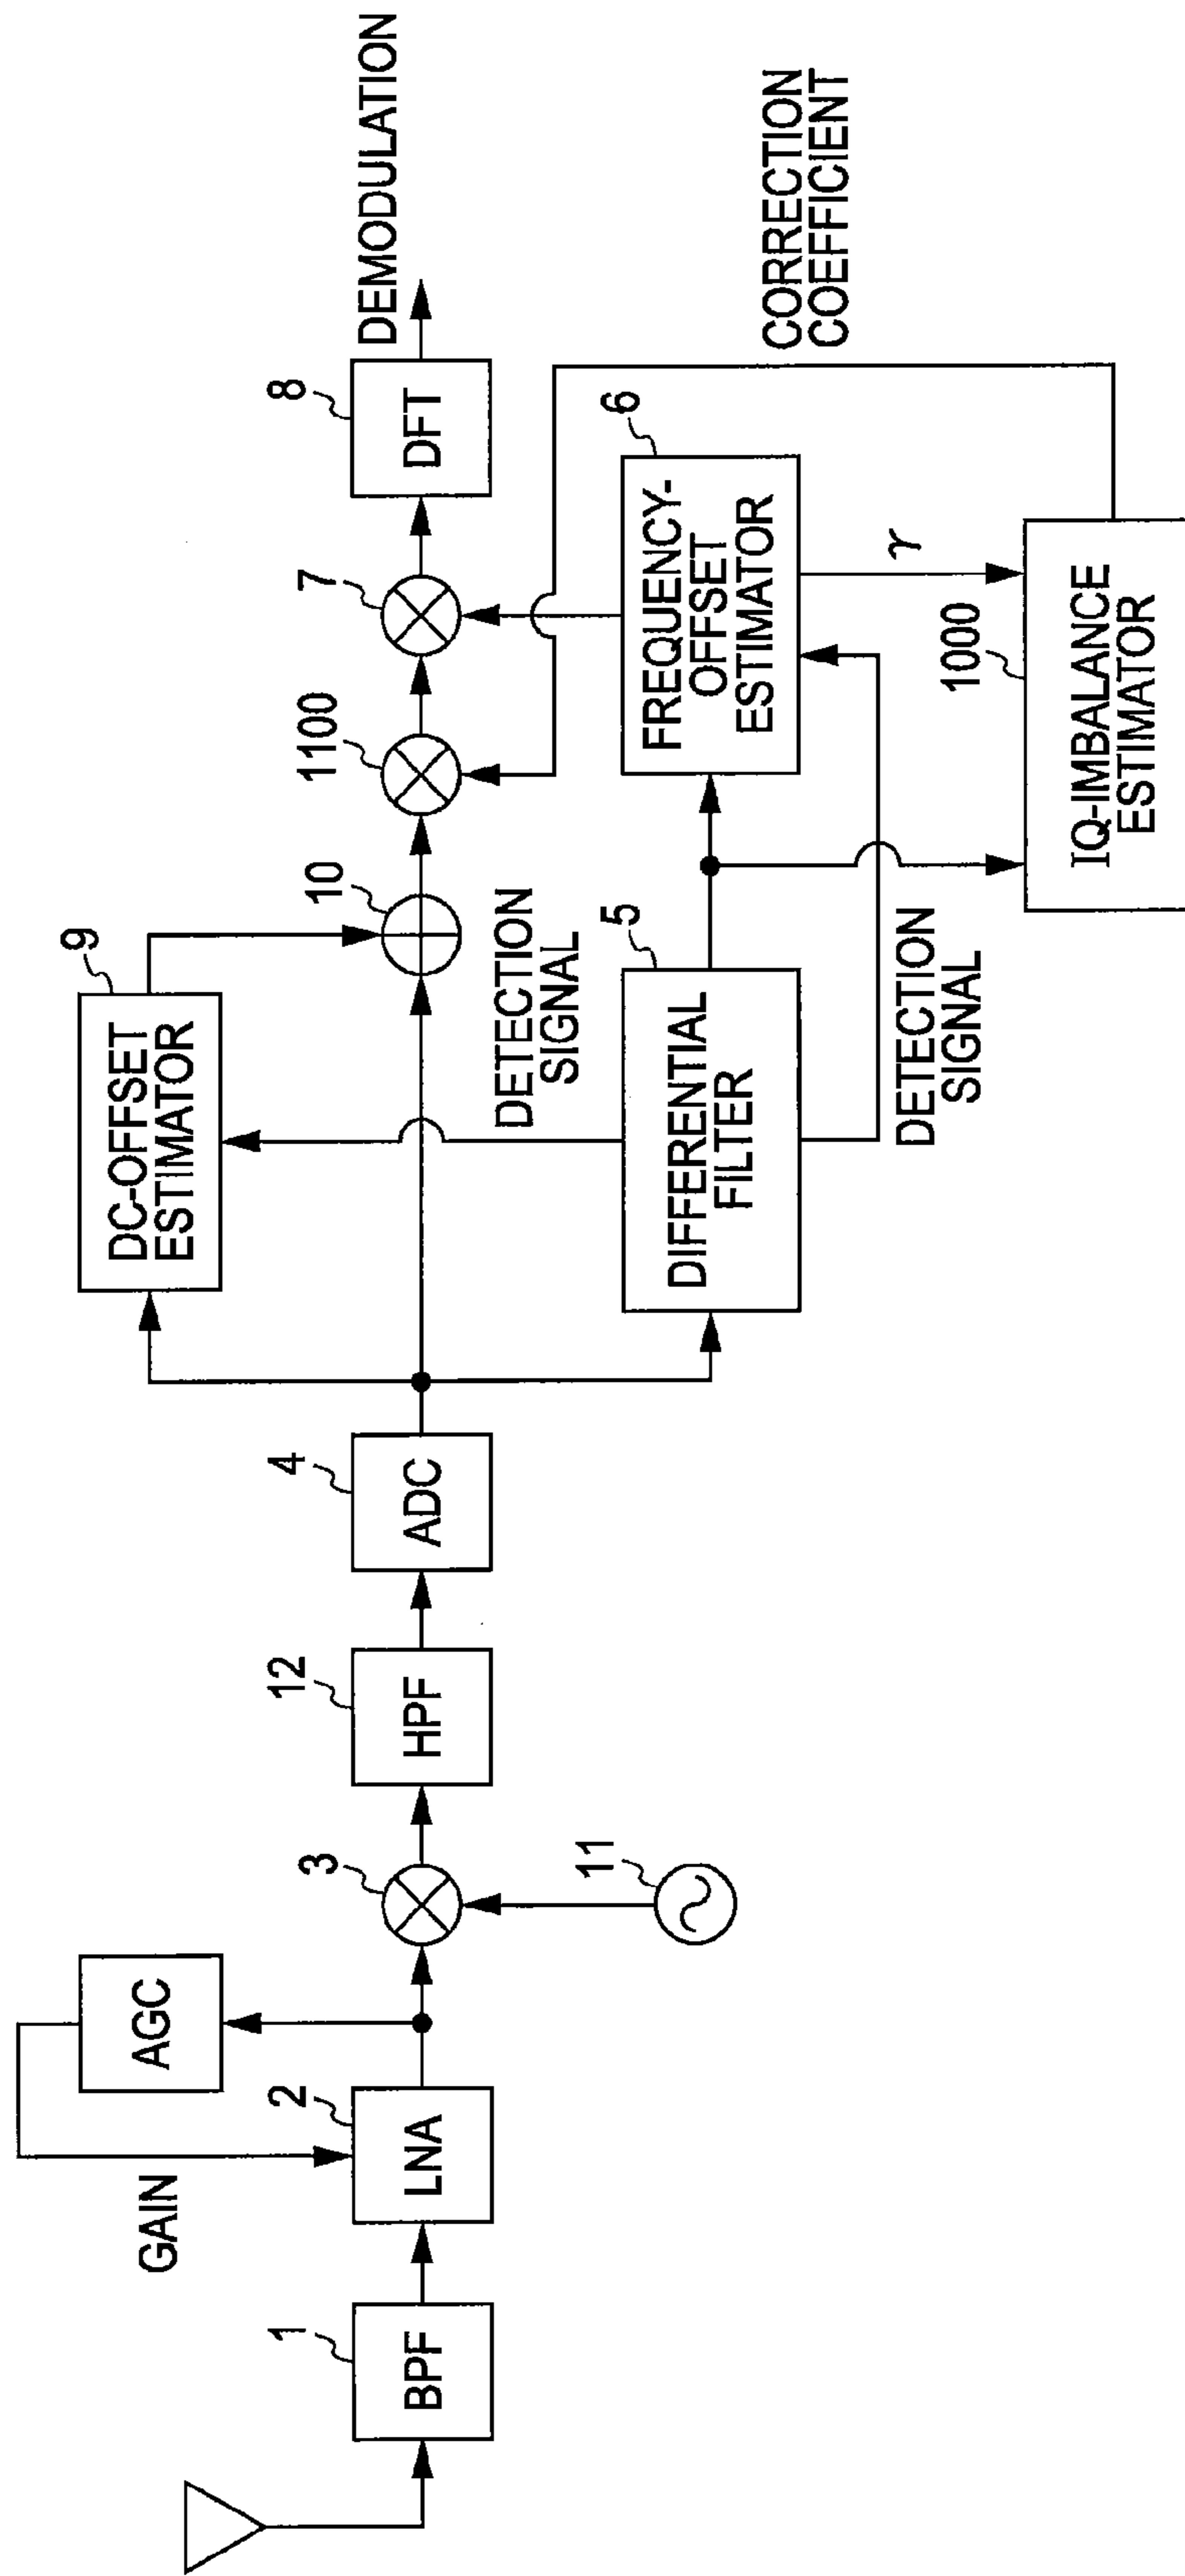 GAIN
AGC
1
BPF
2
LNA
3
11
12
HPF
4
ADC
9
DC-OFFSET
ESTIMATOR
10
1100
7
8
DFT
DEMODULATION
DETECTION
SIGNAL
5
DIFFERENTIAL
FILTER
DETECTION
SIGNAL
6
FREQUENCY-
OFFSET
ESTIMATOR
γ
CORRECTION
COEFFICIENT
1000
IQ-IMBALANCE
ESTIMATOR